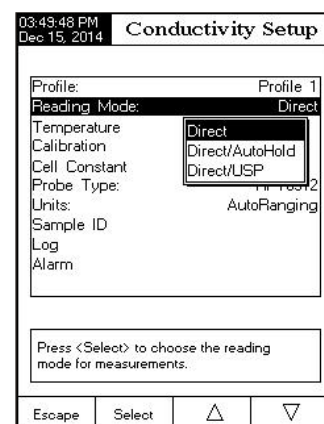 03:49:48 PM
Dec 15, 2014
Conductivity Setup
Profile: Profile 1
Reading Mode: Direct
Temperature
Direct
Calibration
Direct/AutoHold
Cell Constant
Direct/USP
Probe Type:
Units: AutoRanging
Sample ID
Log
Alarm
Press <Select> to choose the reading
mode for measurements.
Escape Select